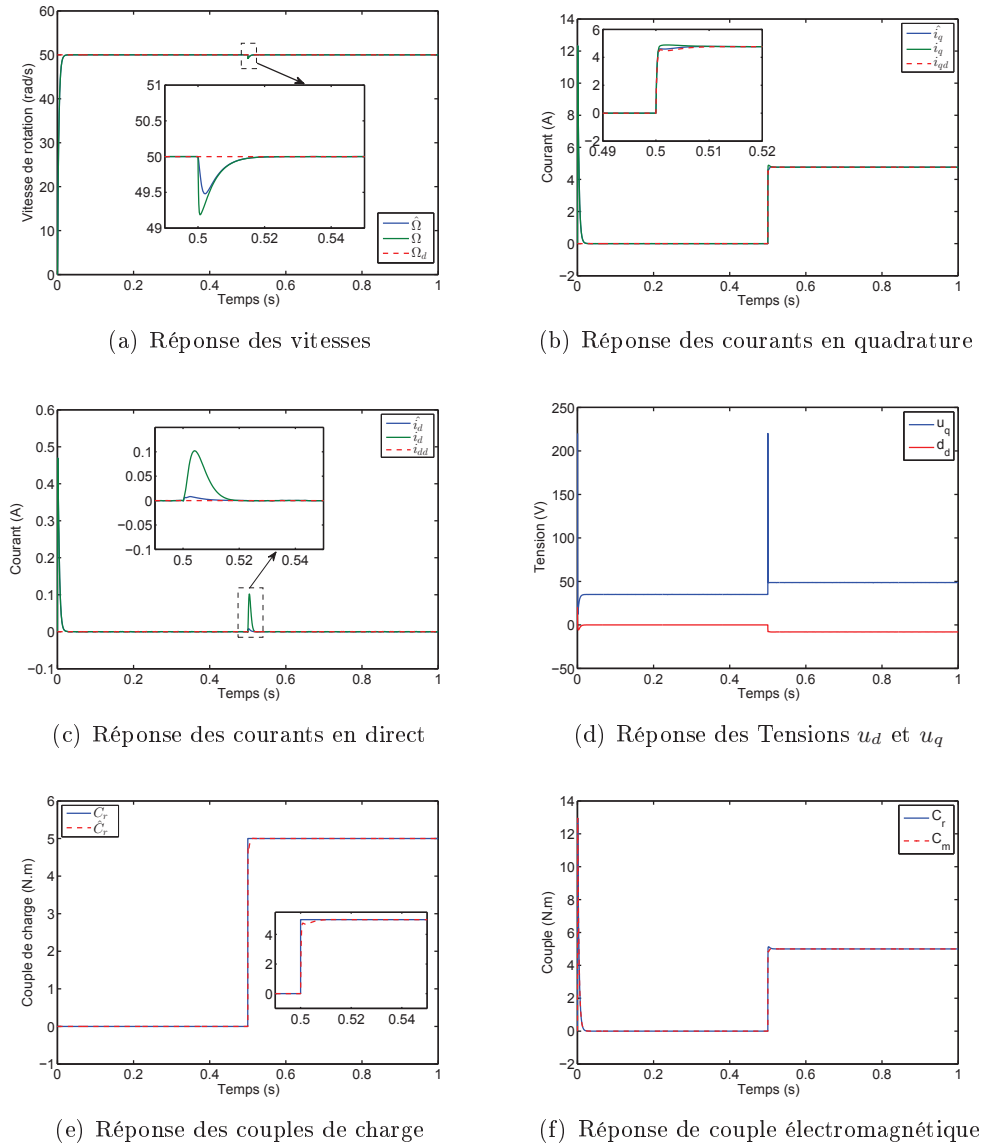 60
50
40
30
20
10
0
0 0.2 0.4 0.6 0.8 1
Vitesse de rotation (rad/s)
Temps (s)
51
50.5
50
49.5
49
0.5 0.52 0.54
Ω̂
Ω
Ω_d
(a) Réponse des vitesses
14
12
10
8
6
4
2
0
−2
0 0.2 0.4 0.6 0.8 1
Courant (A)
Temps (s)
6
4
2
0
−2
0.49 0.5 0.51 0.52
î_q
i_q
i_qd
(b) Réponse des courants en quadrature
0.6
0.5
0.4
0.3
0.2
0.1
0
−0.1
0 0.2 0.4 0.6 0.8 1
Courant (A)
Temps (s)
0.1
0.05
0
−0.05
−0.1
0.5 0.52 0.54
î_d
i_d
i_dd
(c) Réponse des courants en direct
250
200
150
100
50
0
−50
0 0.2 0.4 0.6 0.8 1
Tension (V)
Temps (s)
u_q
d_d
(d) Réponse des Tensions u_d et u_q
6
5
4
3
2
1
0
−1
0 0.2 0.4 0.6 0.8 1
Couple de charge (N.m)
Temps (s)
4
2
0
0.5 0.52 0.54
C_r
Ĉ_r
(e) Réponse des couples de charge
14
12
10
8
6
4
2
0
−2
0 0.2 0.4 0.6 0.8 1
Couple (N.m)
Temps (s)
C_r
C_m
(f) Réponse de couple électromagnétique